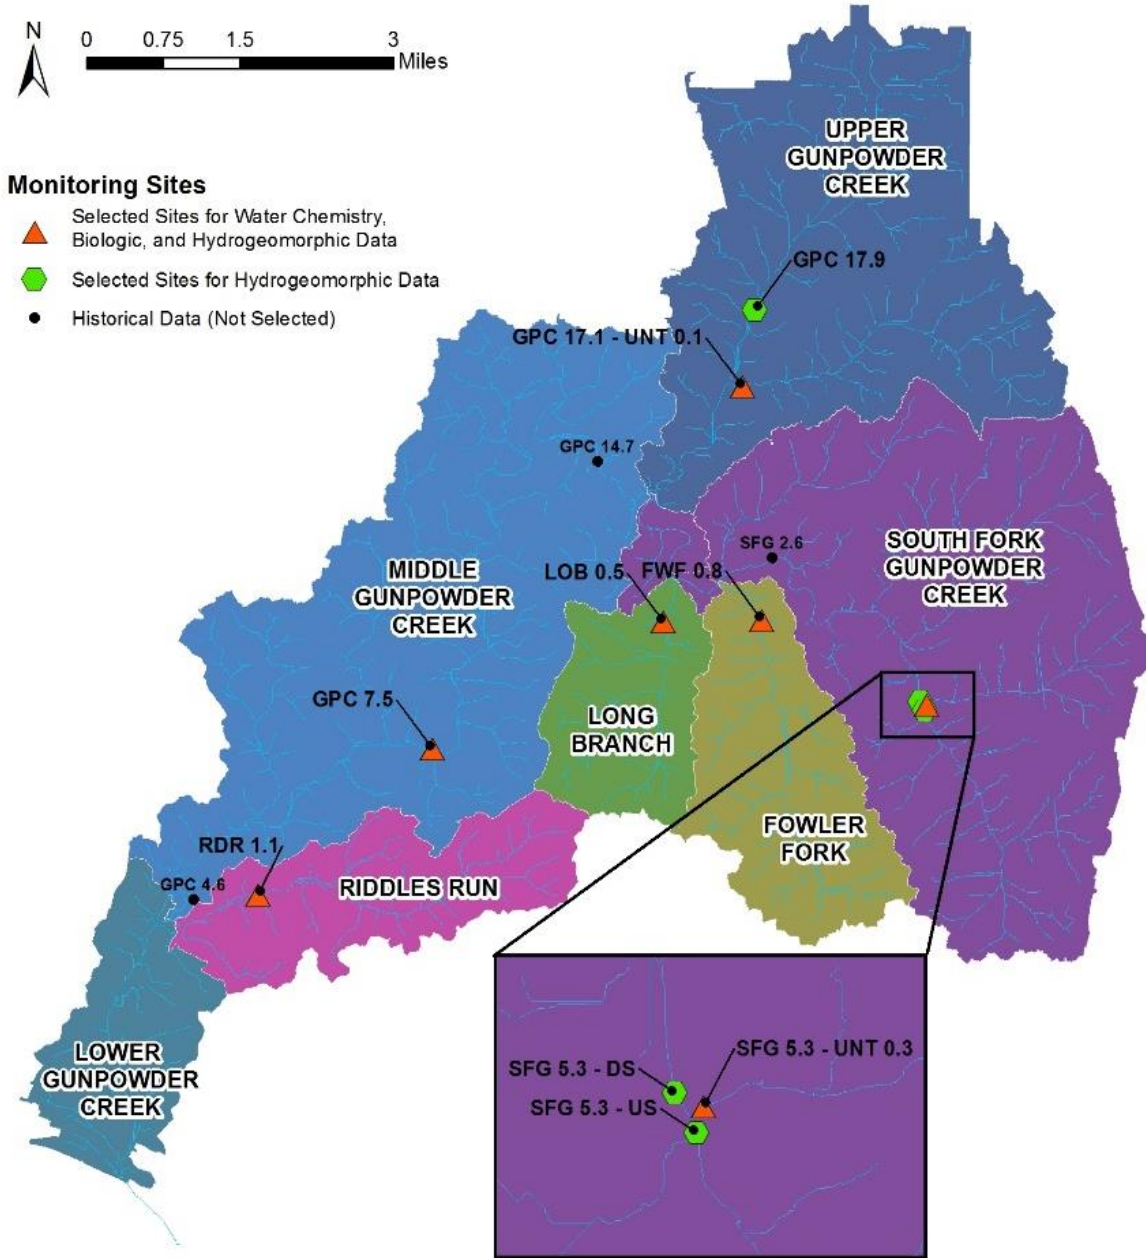 N
0 0.75 1.5 3
Miles
Monitoring Sites
Selected Sites for Water Chemistry,
Biologic, and Hydrogeomorphic Data
Selected Sites for Hydrogeomorphic Data
Historical Data (Not Selected)
UPPER
GUNPOWDER
CREEK
GPC 17.9
GPC 17.1 - UNT 0.1
GPC 14.7
SOUTH FORK
GUNPOWDER
CREEK
SFG 2.6
MIDDLE
GUNPOWDER
CREEK
LOB 0.5
FWF 0.8
GPC 7.5
LONG
BRANCH
FOWLER
FORK
RDR 1.1
GPC 4.6
RIDDLES RUN
LOWER
GUNPOWDER
CREEK
SFG 5.3 - UNT 0.3
SFG 5.3 - DS
SFG 5.3 - US